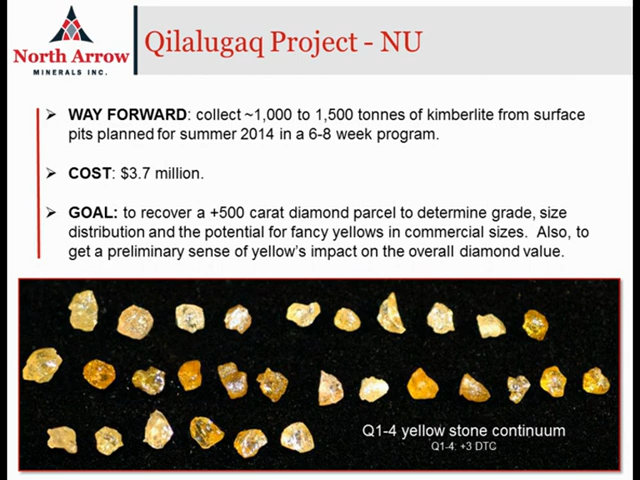 North Arrow
MINERALS INC.
Qilalugaq Project - NU
➢ WAY FORWARD: collect ~1,000 to 1,500 tonnes of kimberlite from surface
pits planned for summer 2014 in a 6-8 week program.
➢ COST: $3.7 million.
➢ GOAL: to recover a +500 carat diamond parcel to determine grade, size
distribution and the potential for fancy yellows in commercial sizes. Also, to
get a preliminary sense of yellow's impact on the overall diamond value.
Q1-4 yellow stone continuum
Q1-4: +3 DTC